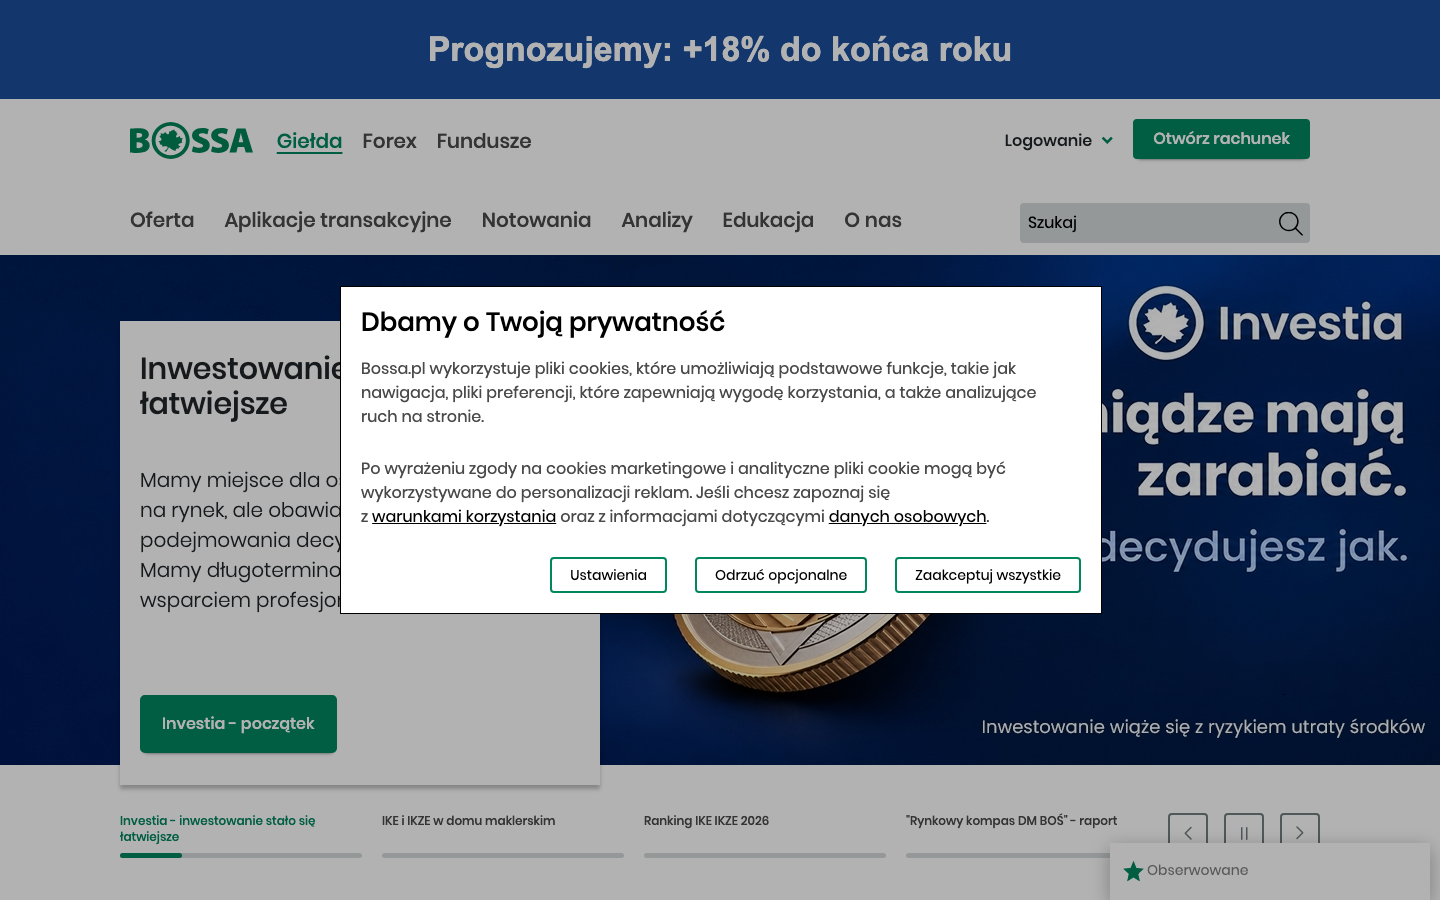 Prognozujemy: +18% do końca roku
BOSSA Giełda Forex Fundusze
Logowanie
Otwórz rachunek
Oferta Aplikacje transakcyjne Notowania Analizy Edukacja O nas
Szukaj
Investia
Dbamy o Twoją prywatność
Bossa.pl wykorzystuje pliki cookies, które umożliwiają podstawowe funkcje, takie jak
nawigacja, pliki preferencji, które zapewniają wygodę korzystania, a także analizujące
ruch na stronie.
Po wyrażeniu zgody na cookies marketingowe i analityczne pliki cookie mogą być
wykorzystywane do personalizacji reklam. Jeśli chcesz zapoznaj się
z warunkami korzystania oraz z informacjami dotyczącymi danych osobowych.
Ustawienia
Odrzuć opcjonalne
Zaakceptuj wszystkie
Inwestowanie
łatwiejsze
Mamy miejsce dla
na rynek, ale
podejmowania
Mamy
wsparciem
Investia - początek
mają
zarabiać.
decydujesz jak.
Inwestowanie wiąże się z ryzykiem utraty środków
Investia - inwestowanie stało się
łatwiejsze
IKE i IKZE w domu maklerskim
Ranking IKE IKZE 2026
"Rynkowy kompas DM BOŚ" - raport
Obserwowane